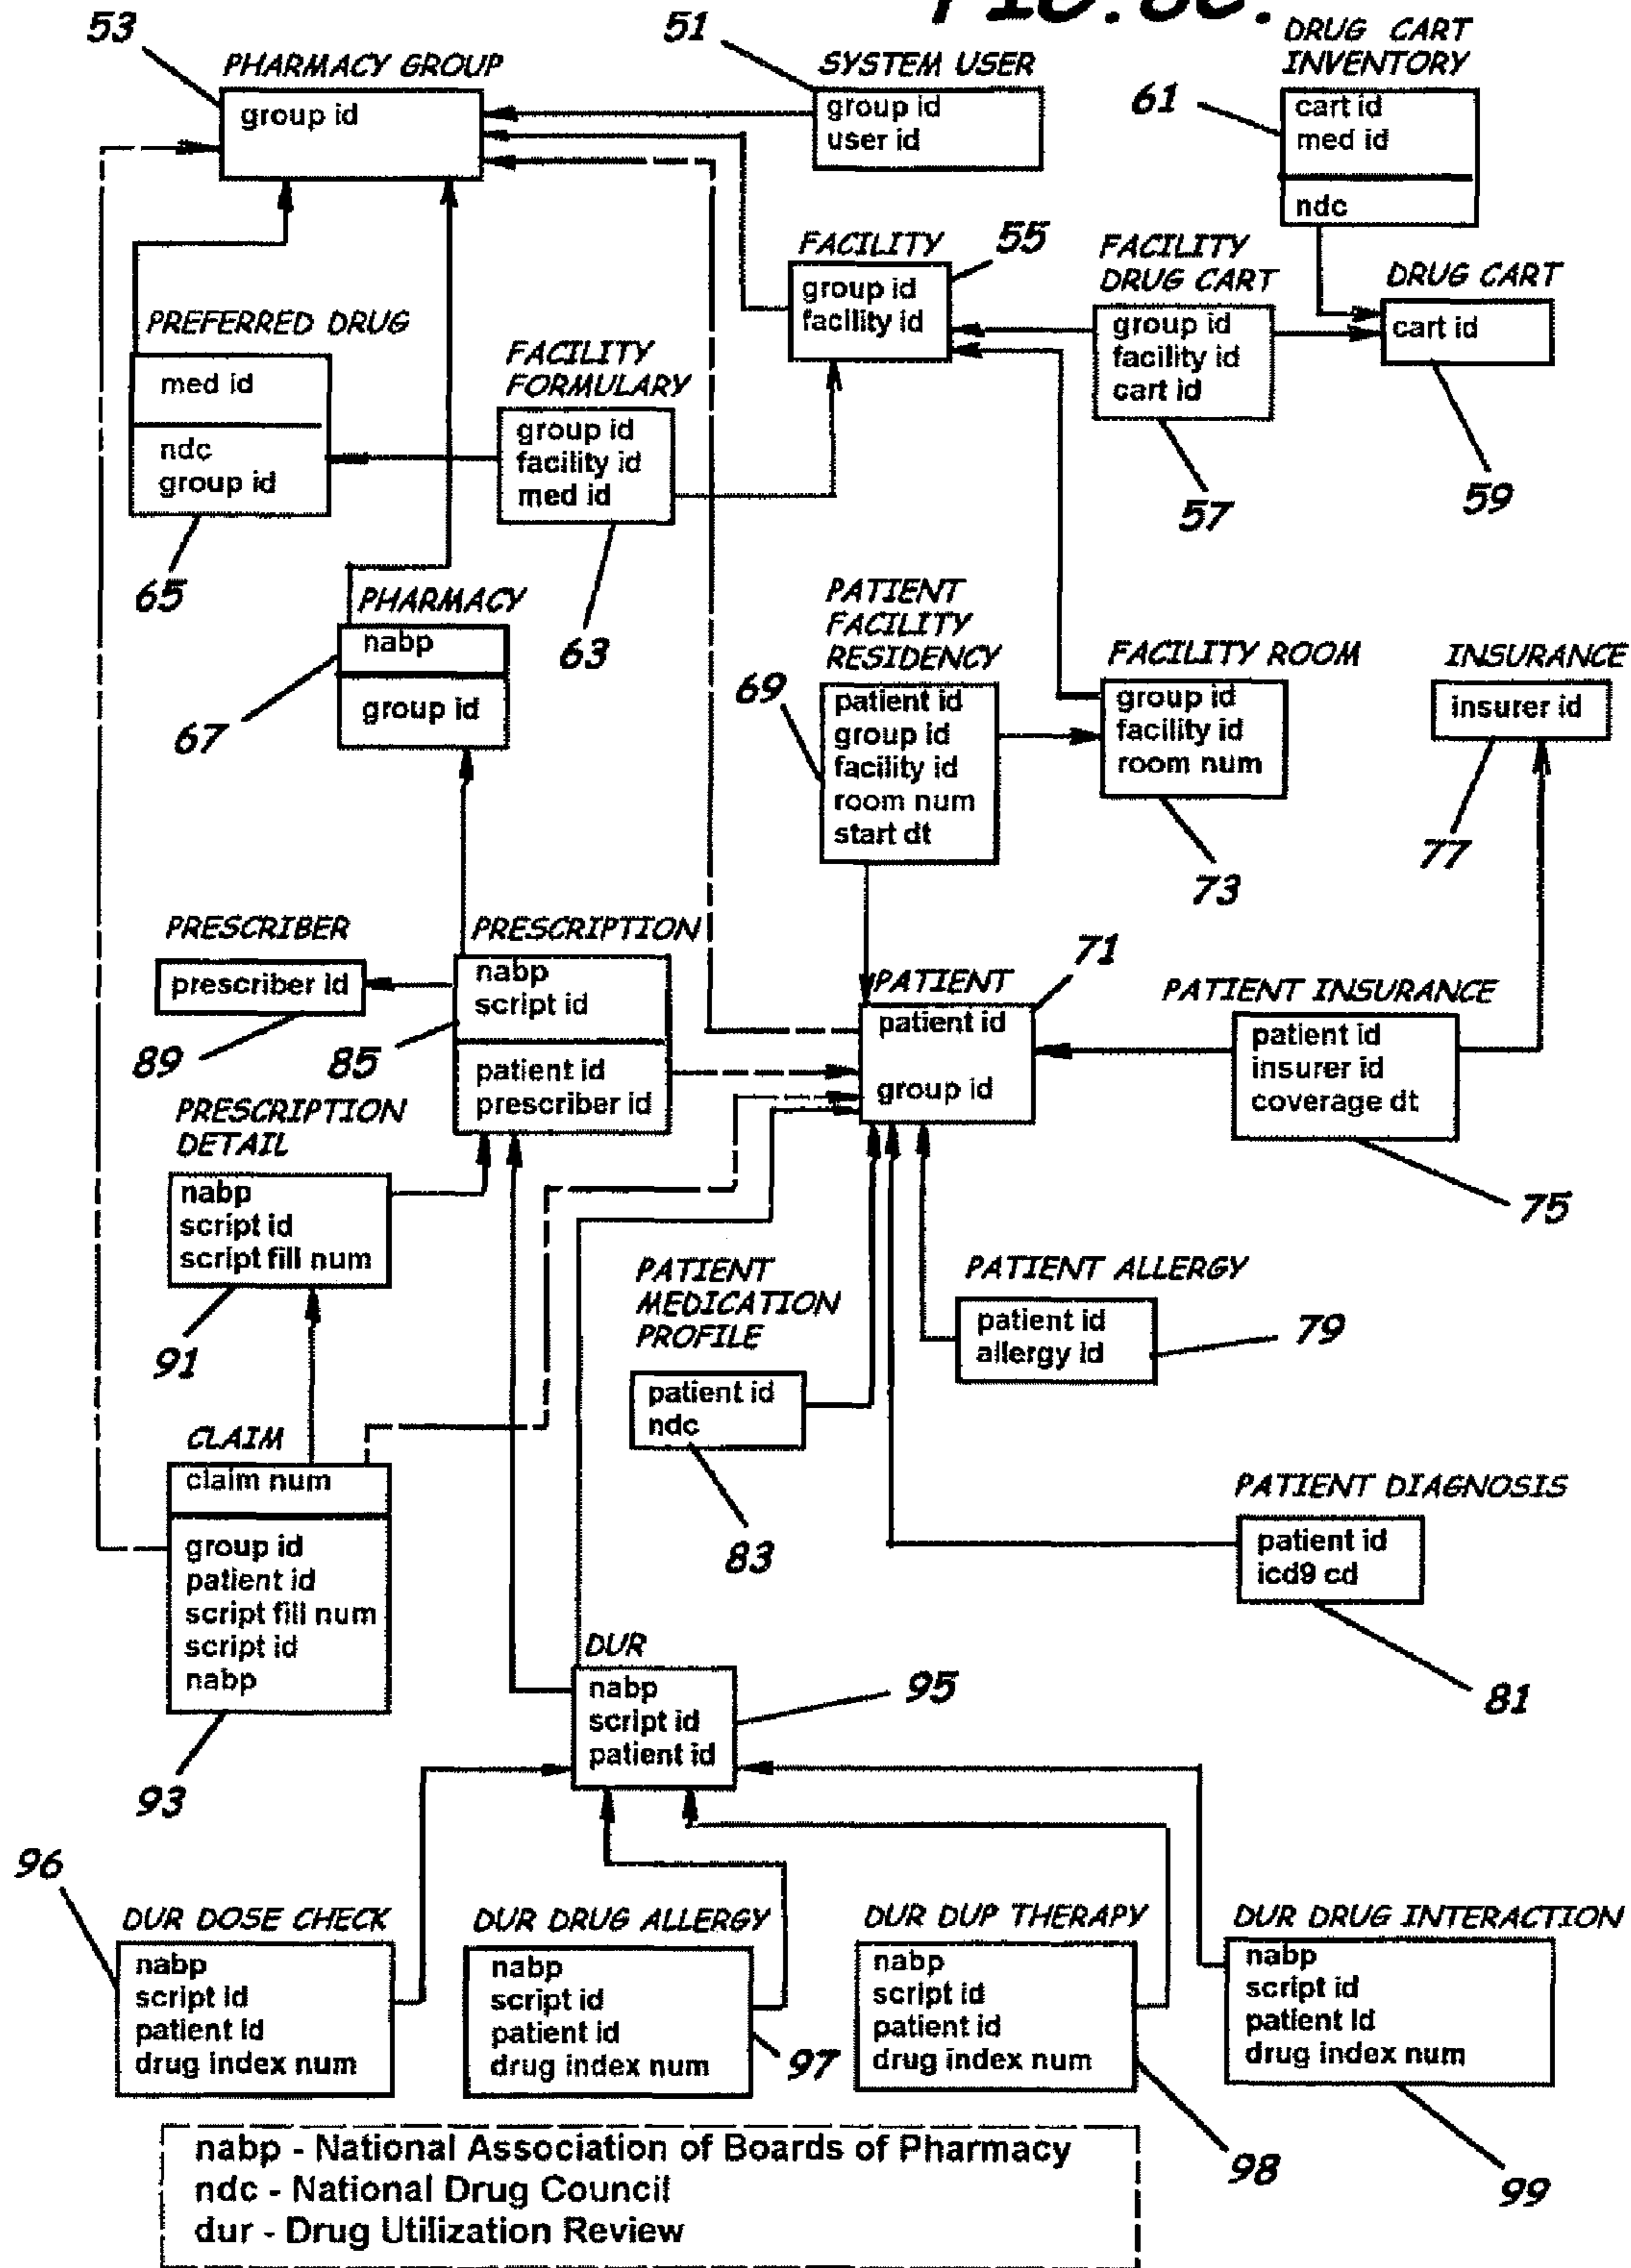 53
PHARMACY GROUP
group id
51
SYSTEM USER
group id
user id
DRUG CART
INVENTORY
61
cart id
med id
ndc
FACILITY
55
group id
facility id
FACILITY
DRUG CART
group id
facility id
cart id
57
DRUG CART
cart id
59
PREFERRED DRUG
med id
ndc
group id
65
FACILITY
FORMULARY
group id
facility id
med id
63
PHARMACY
nabp
group id
67
PATIENT
FACILITY
RESIDENCY
69
patient id
group id
facility id
room num
start dt
FACILITY ROOM
group id
facility id
room num
73
INSURANCE
insurer id
77
PRESCRIBER
prescriber id
89
PRESCRIPTION
nabp
script id
patient id
prescriber id
85
PATIENT
71
patient id
group id
PATIENT INSURANCE
patient id
insurer id
coverage dt
75
PRESCRIPTION
DETAIL
nabp
script id
script fill num
91
PATIENT
MEDICATION
PROFILE
patient id
ndc
83
PATIENT ALLERGY
patient id
allergy id
79
CLAIM
claim num
group id
patient id
script fill num
script id
nabp
93
PATIENT DIAGNOSIS
patient id
icd9 cd
81
DUR
nabp
script id
patient id
95
96
DUR DOSE CHECK
nabp
script id
patient id
drug index num
DUR DRUG ALLERGY
nabp
script id
patient id
drug index num
97
DUR DUP THERAPY
nabp
script id
patient id
drug index num
98
DUR DRUG INTERACTION
nabp
script id
patient id
drug index num
99
nabp - National Association of Boards of Pharmacy
ndc - National Drug Council
dur - Drug Utilization Review